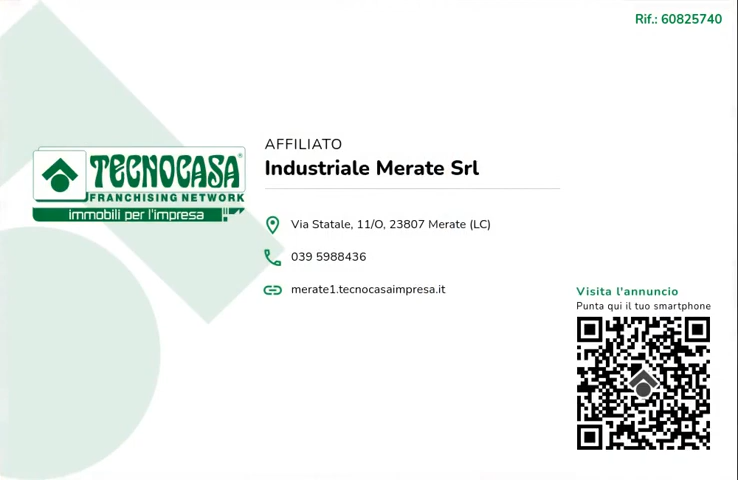 Rif.: 60825740
AFFILIATO
Industriale Merate Srl
TECNOCASA®
FRANCHISING NETWORK
immobili per l'impresa
Via Statale, 11/O, 23807 Merate (LC)
039 5988436
merate1.tecnocasaimpresa.it
Visita l'annuncio
Punta qui il tuo smartphone